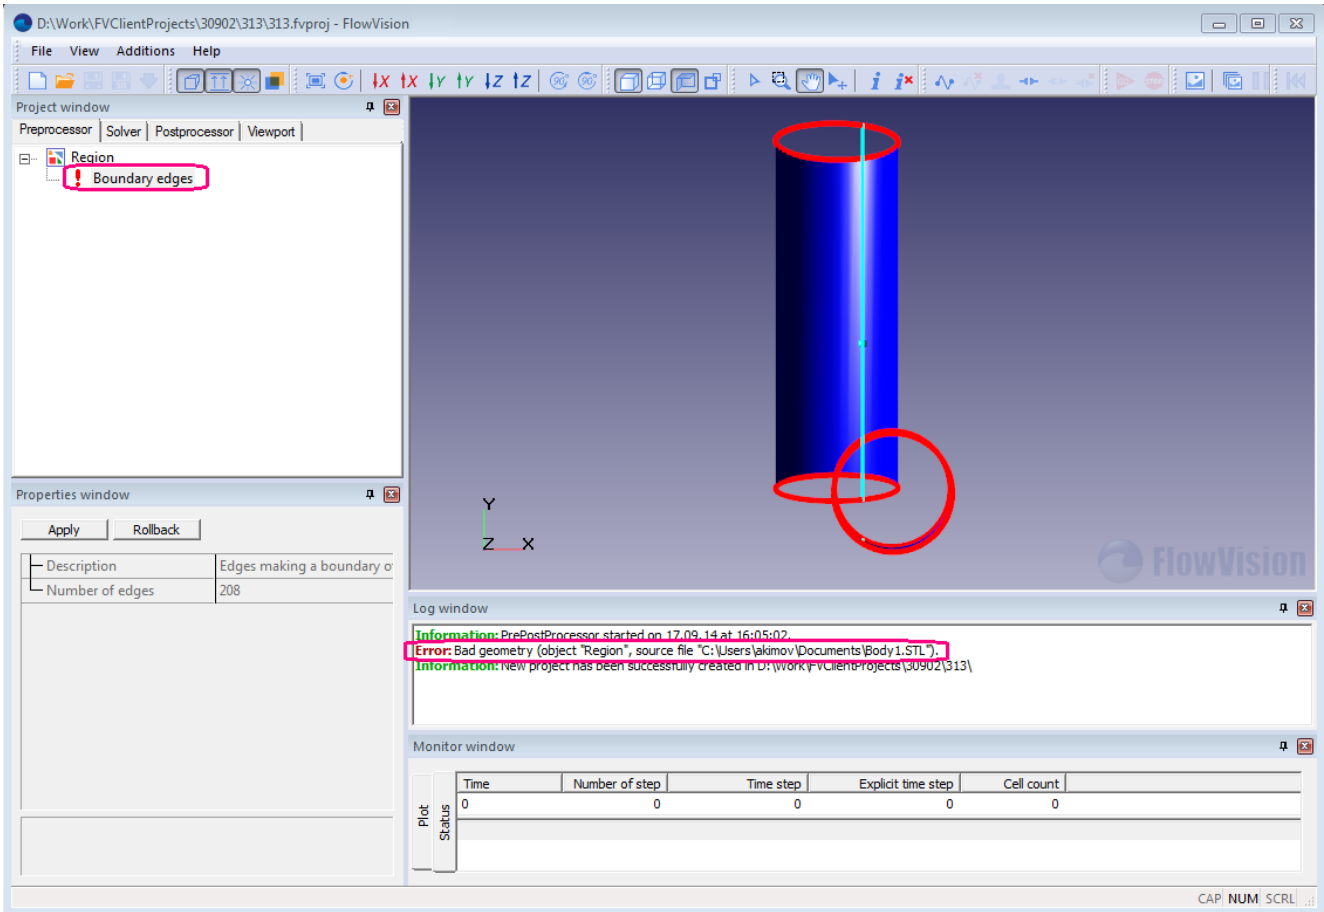 D:\Work\FVClientProjects\30902\313\313.fvproj - FlowVision
File View Additions Help
X X Y Y Z Z 90° 90° i i
Project window
Preprocessor Solver Postprocessor Viewport
Region
Boundary edges
Y
Z X
FlowVision
Properties window
Apply Rollback
Description Edges making a boundary o
Number of edges 208
Log window
Information: PrePostProcessor started on 17.09.14 at 16:05:02.
Error: Bad geometry (object "Region", source file "C:\Users\akimov\Documents\Body1.STL").
Information: New project has been successfully created in D:\Work\FVClientProjects\30902\313\
Monitor window
Plot
Status
Time Number of step Time step Explicit time step Cell count
0 0 0 0 0
CAP NUM SCRL